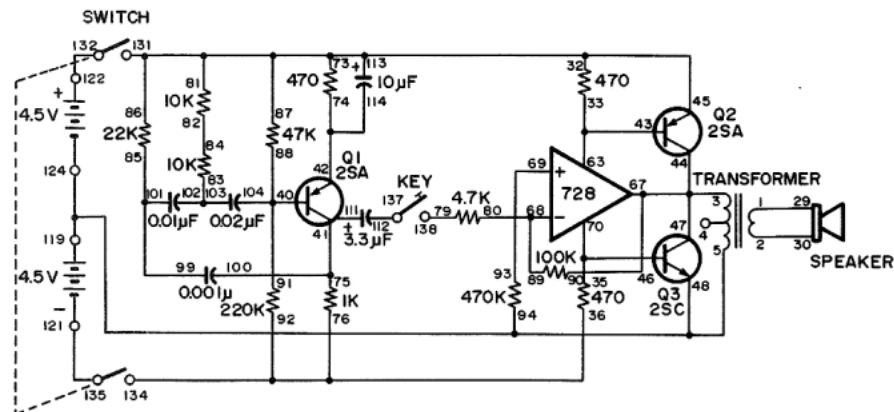 SWITCH
132 131
122
+
4.5V
124
119
4.5V
−
121
135 134
86
22K
85
81
10K
82
84
10K
83
87
47K
88
73
470
74
+ 113
10µF
114
101 102 103 104
0.01µF 0.02µF
40
42
Q1
2SA
41
111
+ 112
3.3µF
KEY
137
138
99 100
0.001µ
91
220K
92
75
1K
76
79 4.7K 80
69
+
68
−
728
63
67
70
32
470
33
43
45
Q2
2SA
44
89 100K 90
93
470K
94
35
470
36
46
47
Q3
2SC
48
TRANSFORMER
3
4
5
1
2
29
30
SPEAKER